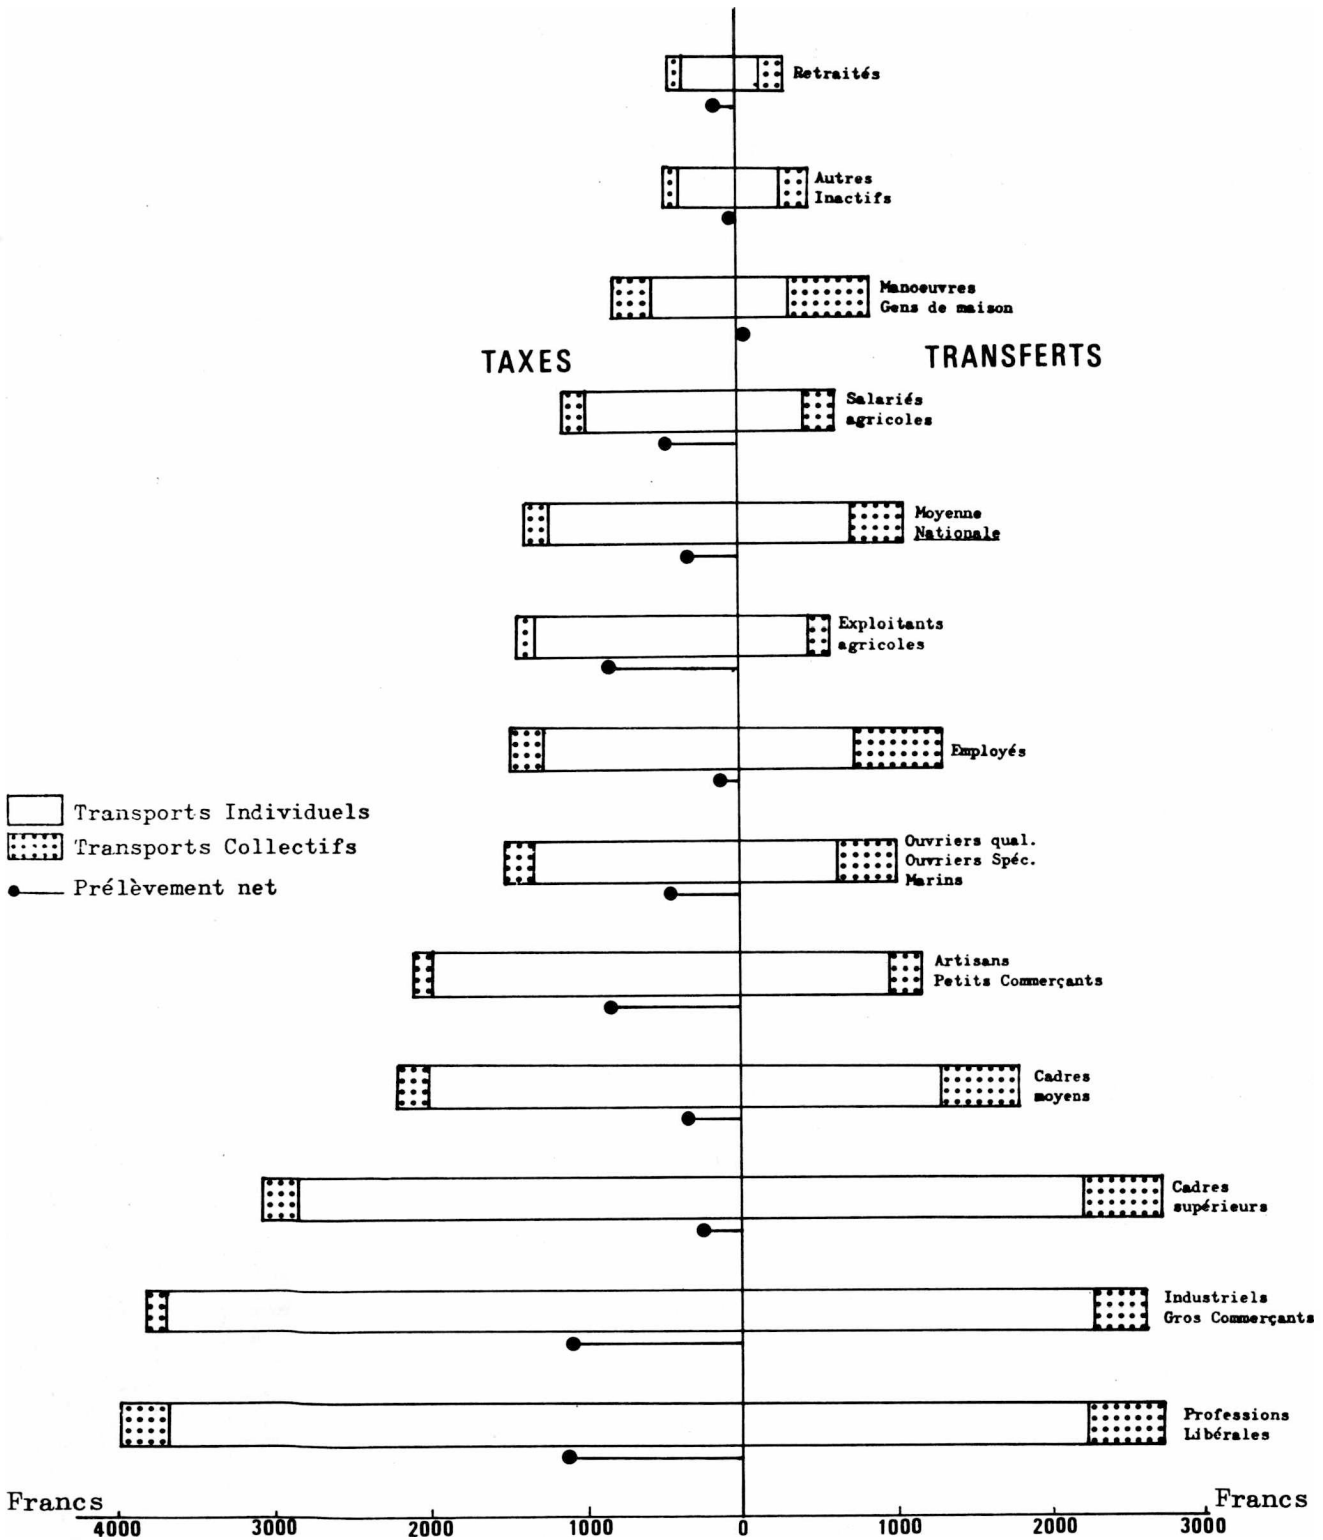 Retraités
Autres
Inactifs
Manoeuvres
Gens de maison
TAXES
TRANSFERTS
Salariés
agricoles
Moyenne
Nationale
Exploitants
agricoles
Employés
Transports Individuels
Transports Collectifs
Prélèvement net
Ouvriers qual.
Ouvriers Spéc.
Marins
Artisans
Petits Commerçants
Cadres
moyens
Cadres
supérieurs
Industriels
Gros Commerçants
Professions
Libérales
Francs
Francs
4000 3000 2000 1000 0 1000 2000 3000